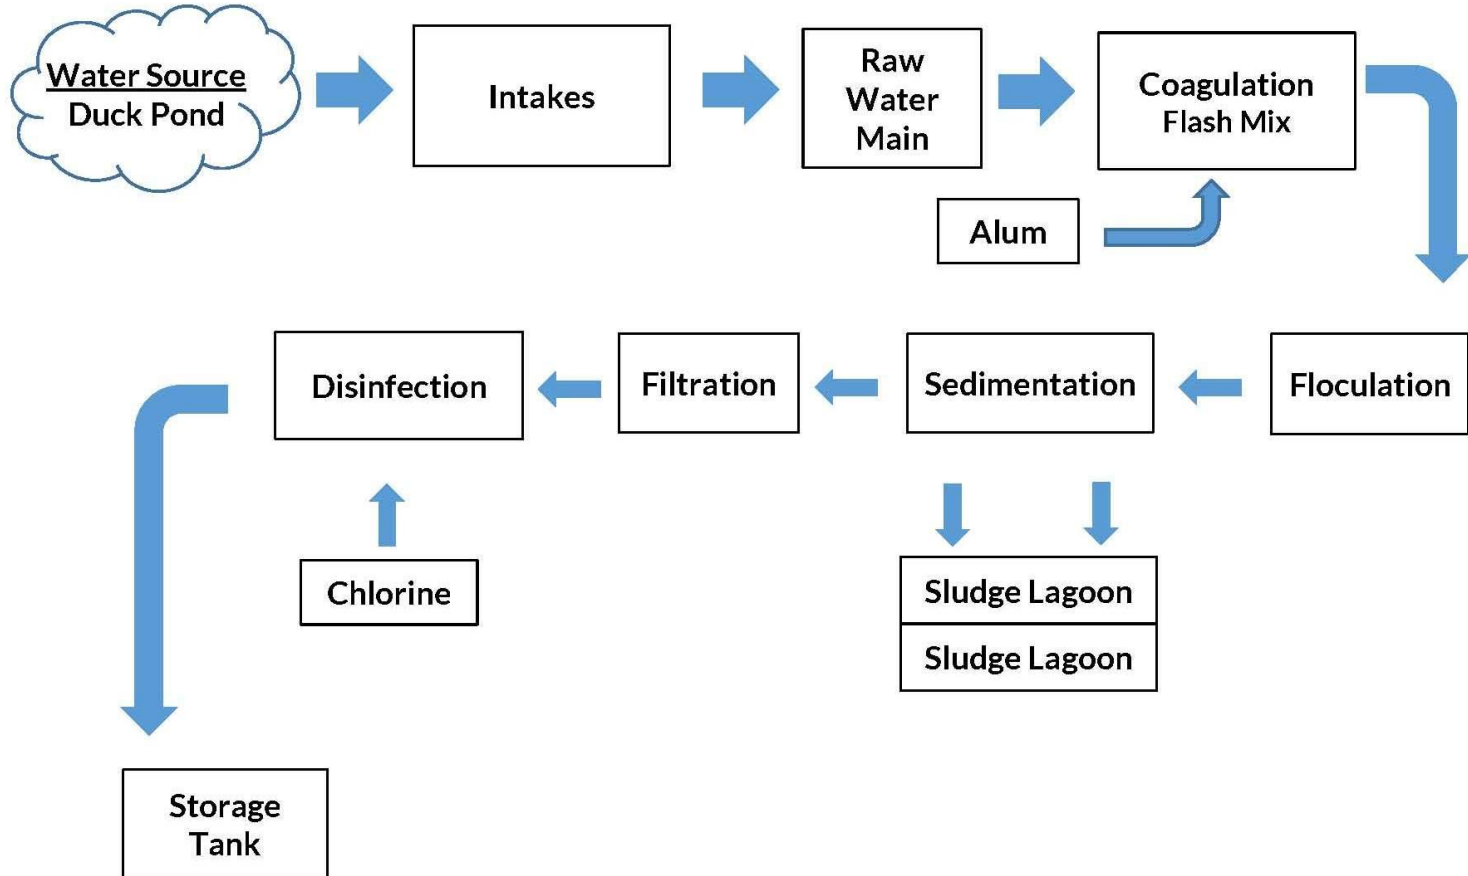 Water Source
Duck Pond
Intakes
Raw
Water
Main
Coagulation
Flash Mix
Alum
Disinfection
Filtration
Sedimentation
Floculation
Chlorine
Sludge Lagoon
Sludge Lagoon
Storage
Tank